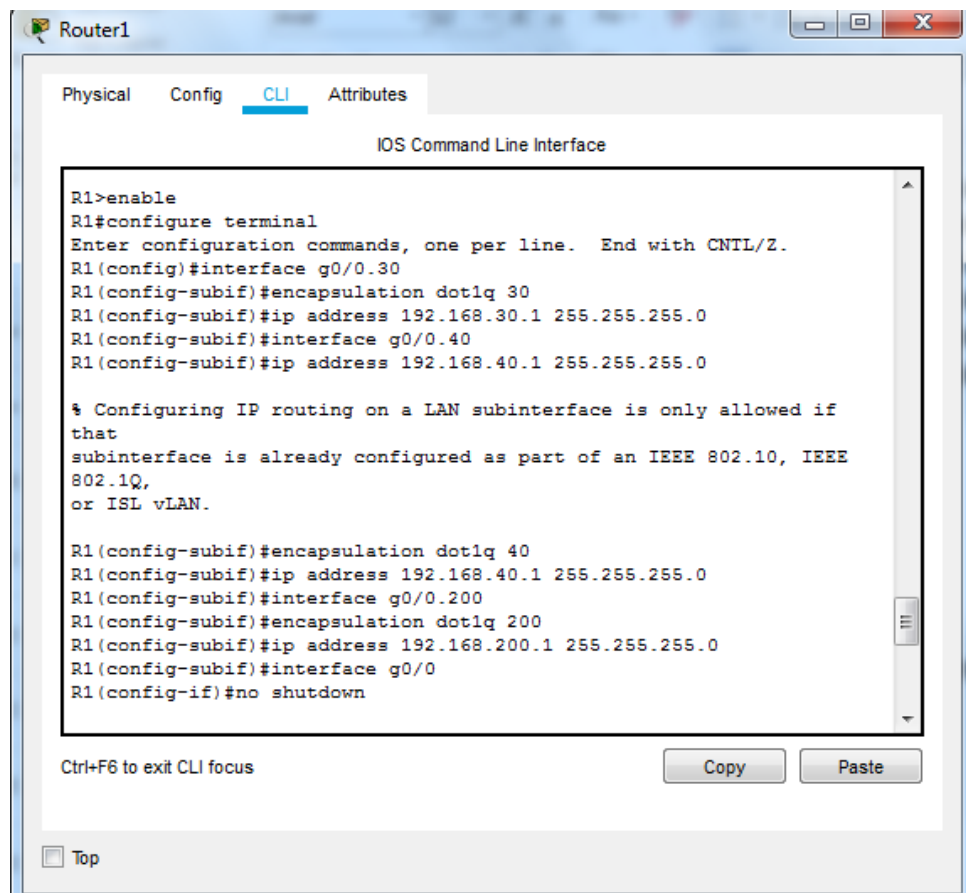 Router1
Physical Config CLI Attributes
IOS Command Line Interface
R1>enable
R1#configure terminal
Enter configuration commands, one per line.  End with CNTL/Z.
R1(config)#interface g0/0.30
R1(config-subif)#encapsulation dot1q 30
R1(config-subif)#ip address 192.168.30.1 255.255.255.0
R1(config-subif)#interface g0/0.40
R1(config-subif)#ip address 192.168.40.1 255.255.255.0
% Configuring IP routing on a LAN subinterface is only allowed if
that
subinterface is already configured as part of an IEEE 802.10, IEEE
802.1Q,
or ISL vLAN.
R1(config-subif)#encapsulation dot1q 40
R1(config-subif)#ip address 192.168.40.1 255.255.255.0
R1(config-subif)#interface g0/0.200
R1(config-subif)#encapsulation dot1q 200
R1(config-subif)#ip address 192.168.200.1 255.255.255.0
R1(config-subif)#interface g0/0
R1(config-if)#no shutdown
Ctrl+F6 to exit CLI focus Copy Paste
Top